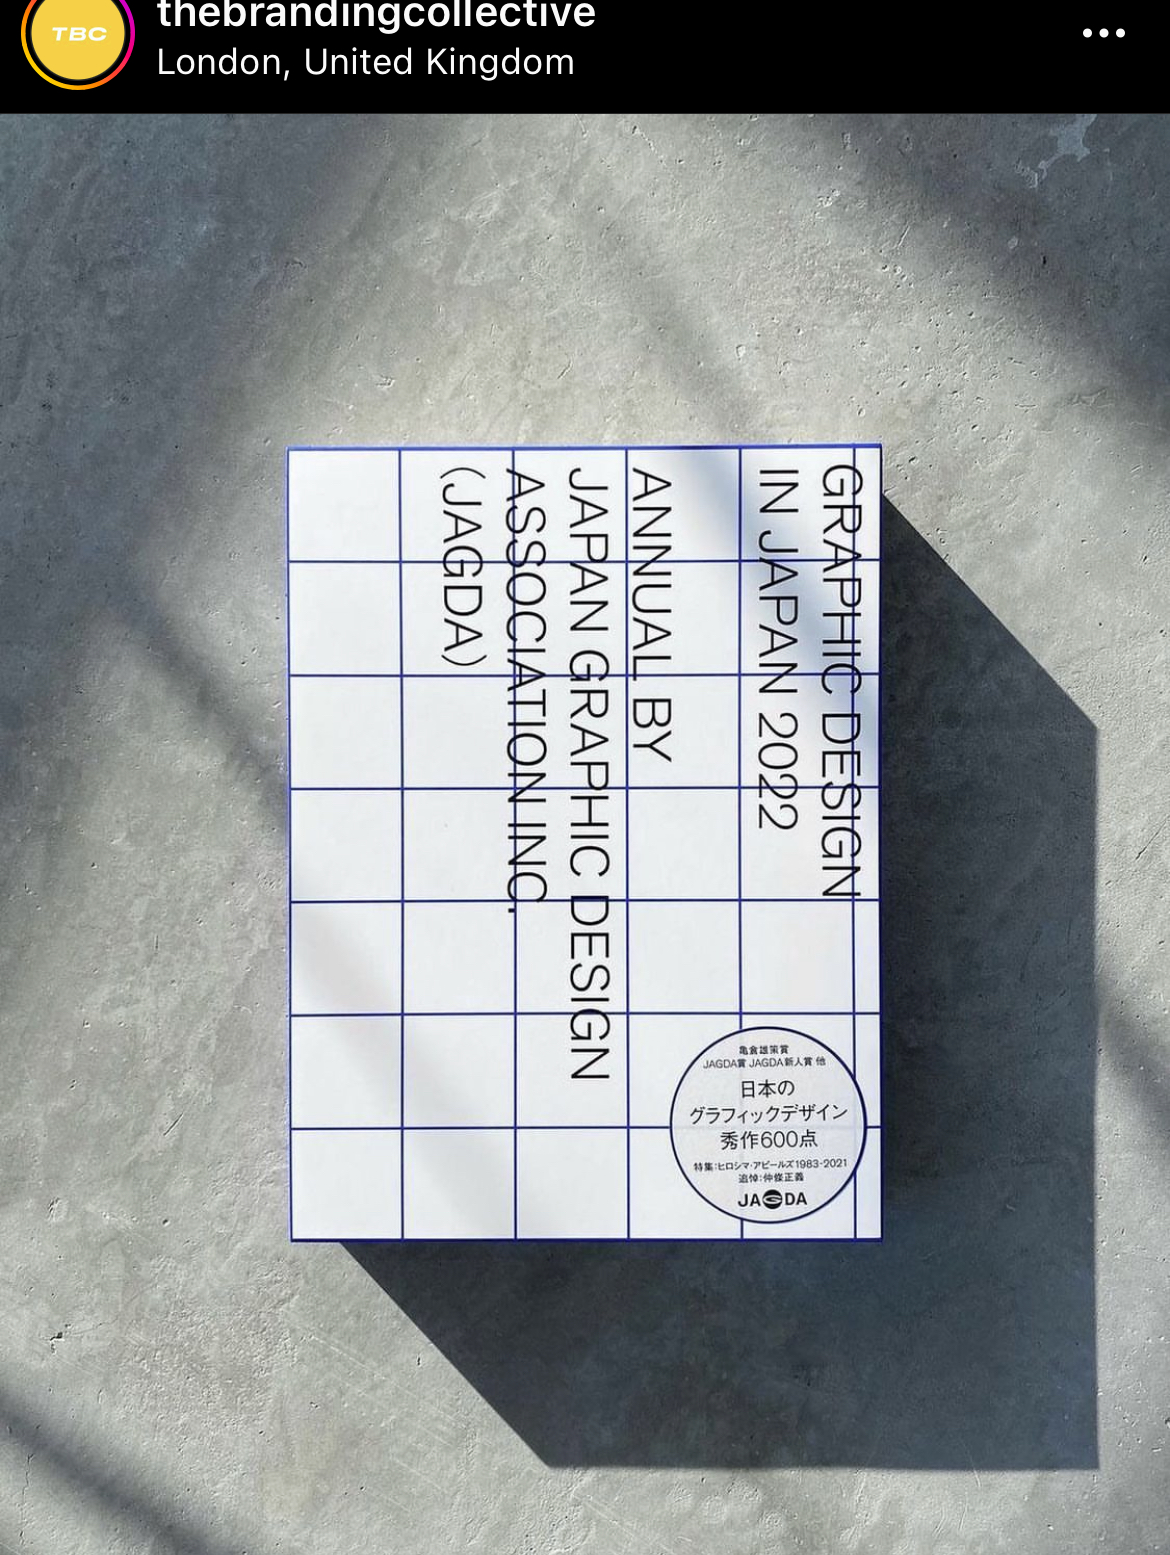 thebrandingcollective
London, United Kingdom
TBC
GRAPHIC DESIGN
IN JAPAN 2022
ANNUAL BY
JAPAN GRAPHIC DESIGN
ASSOCIATION INC.
(JAGDA)
亀倉雄策賞
JAGDA賞 JAGDA新人賞 他
日本の
グラフィックデザイン
秀作600点
特集:ヒロシマ・アピールズ1983-2021
追悼:仲條正義
JAGDA